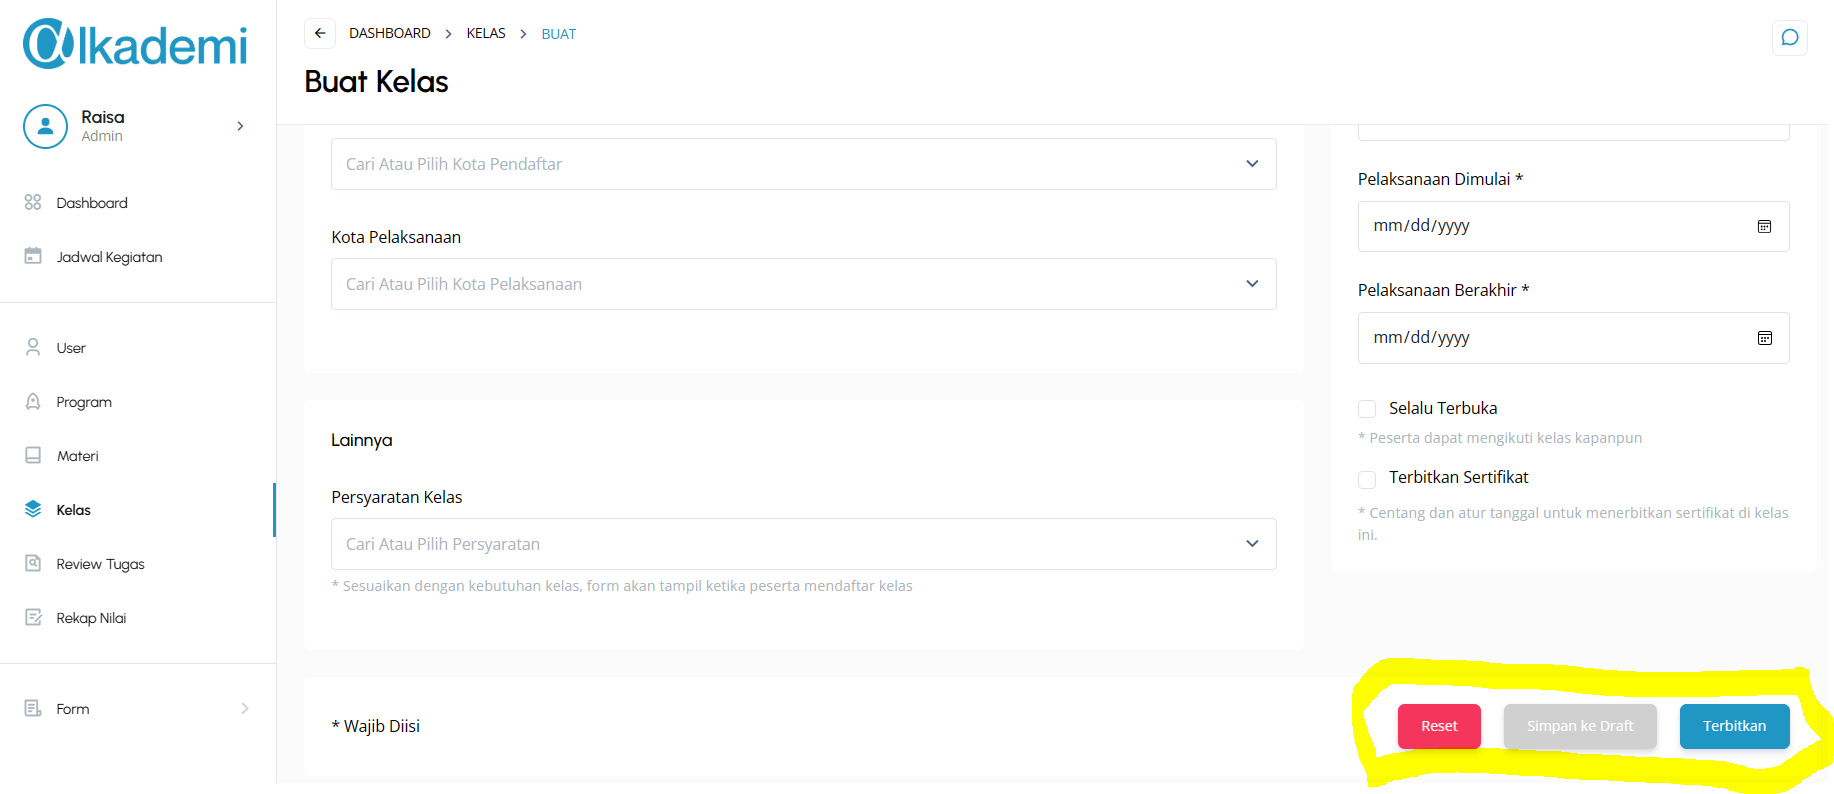 @lkademi
Raisa
Admin
Dashboard
Jadwal Kegiatan
User
Program
Materi
Kelas
Review Tugas
Rekap Nilai
Form
DASHBOARD > KELAS > BUAT
Buat Kelas
Cari Atau Pilih Kota Pendaftar
Kota Pelaksanaan
Cari Atau Pilih Kota Pelaksanaan
Lainnya
Persyaratan Kelas
Cari Atau Pilih Persyaratan
* Sesuaikan dengan kebutuhan kelas, form akan tampil ketika peserta mendaftar kelas
Pelaksanaan Dimulai *
mm/dd/yyyy
Pelaksanaan Berakhir *
mm/dd/yyyy
Selalu Terbuka
* Peserta dapat mengikuti kelas kapanpun
Terbitkan Sertifikat
* Centang dan atur tanggal untuk menerbitkan sertifikat di kelas
ini.
* Wajib Diisi
Reset
Simpan ke Draft
Terbitkan